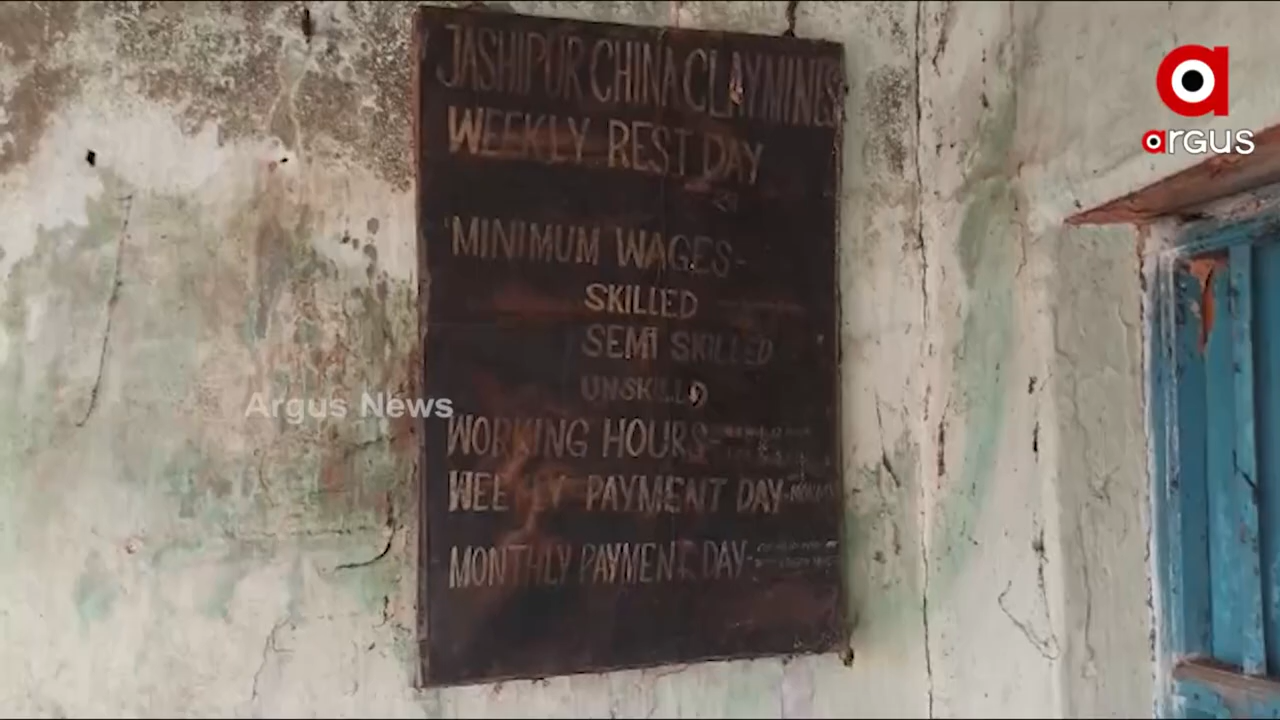 JASHIPUR CHINA CLAY MINES
WEEKLY REST DAY
MINIMUM WAGES-
SKILLED
SEMI SKILLED
UNSKILLD
WORKING HOURS-
WEEKLY PAYMENT DAY-
MONTHLY PAYMENT DAY-
Argus News
argus